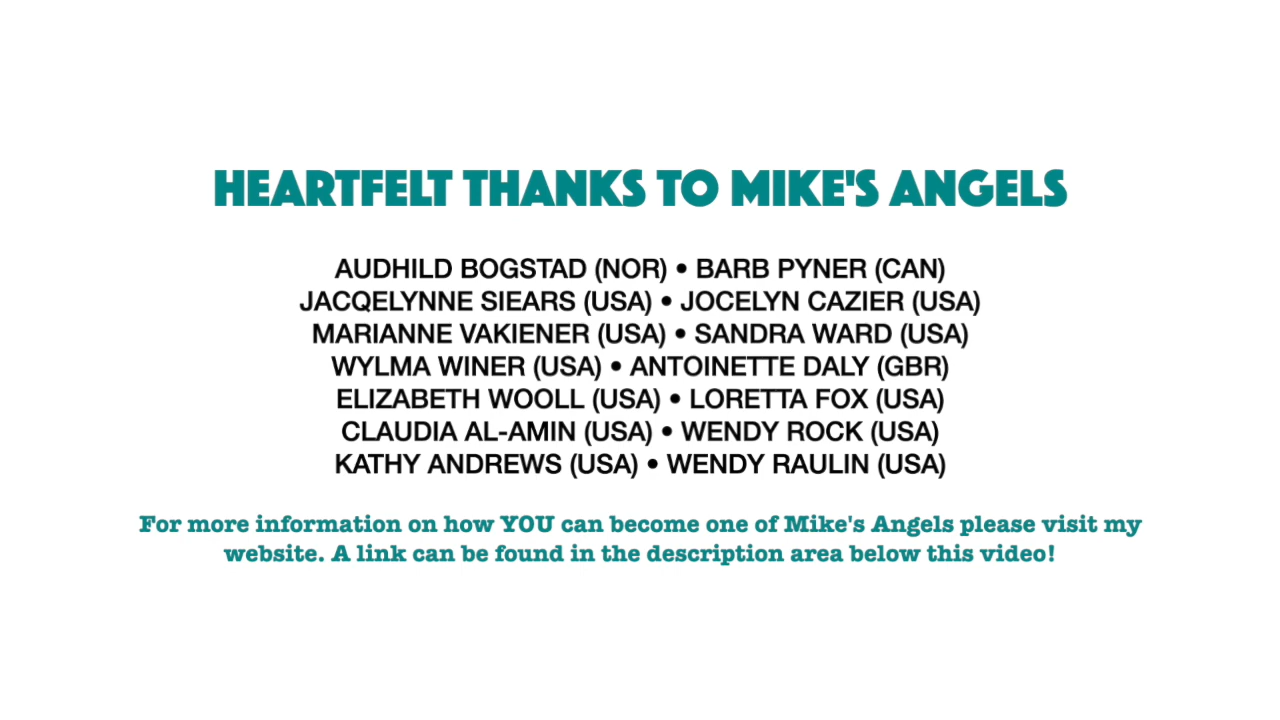 HEARTFELT THANKS TO MIKE'S ANGELS
AUDHILD BOGSTAD (NOR) • BARB PYNER (CAN)
JACQELYNNE SIEARS (USA) • JOCELYN CAZIER (USA)
MARIANNE VAKIENER (USA) • SANDRA WARD (USA)
WYLMA WINER (USA) • ANTOINETTE DALY (GBR)
ELIZABETH WOOLL (USA) • LORETTA FOX (USA)
CLAUDIA AL-AMIN (USA) • WENDY ROCK (USA)
KATHY ANDREWS (USA) • WENDY RAULIN (USA)
For more information on how YOU can become one of Mike's Angels please visit my
website. A link can be found in the description area below this video!